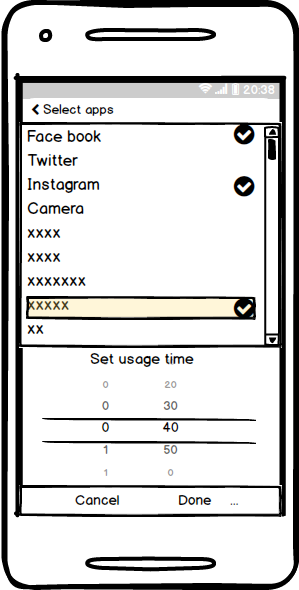 20:38
Select apps
Face book
Twitter
Instagram
Camera
xxxx
xxxx
xxxxxxx
xxxxx
xx
Set usage time
0 20
0 30
0 40
1 50
1 0
Cancel Done ...